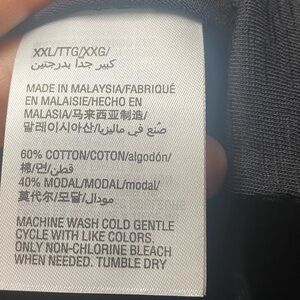 XXL/TTG/XXG/
كبير جدا بدرجتين
MADE IN MALAYSIA/FABRIQUÉ
EN MALAISIE/HECHO EN
MALASIA/马来西亚制造/
말레이시아산/صنع في ماليزيا
60% COTTON/COTON/algodón/
棉/면/قطن/
40% MODAL/MODAL/modal/
莫代尔/모달/مودال
MACHINE WASH COLD GENTLE
CYCLE WITH LIKE COLORS.
ONLY NON-CHLORINE BLEACH
WHEN NEEDED. TUMBLE DRY